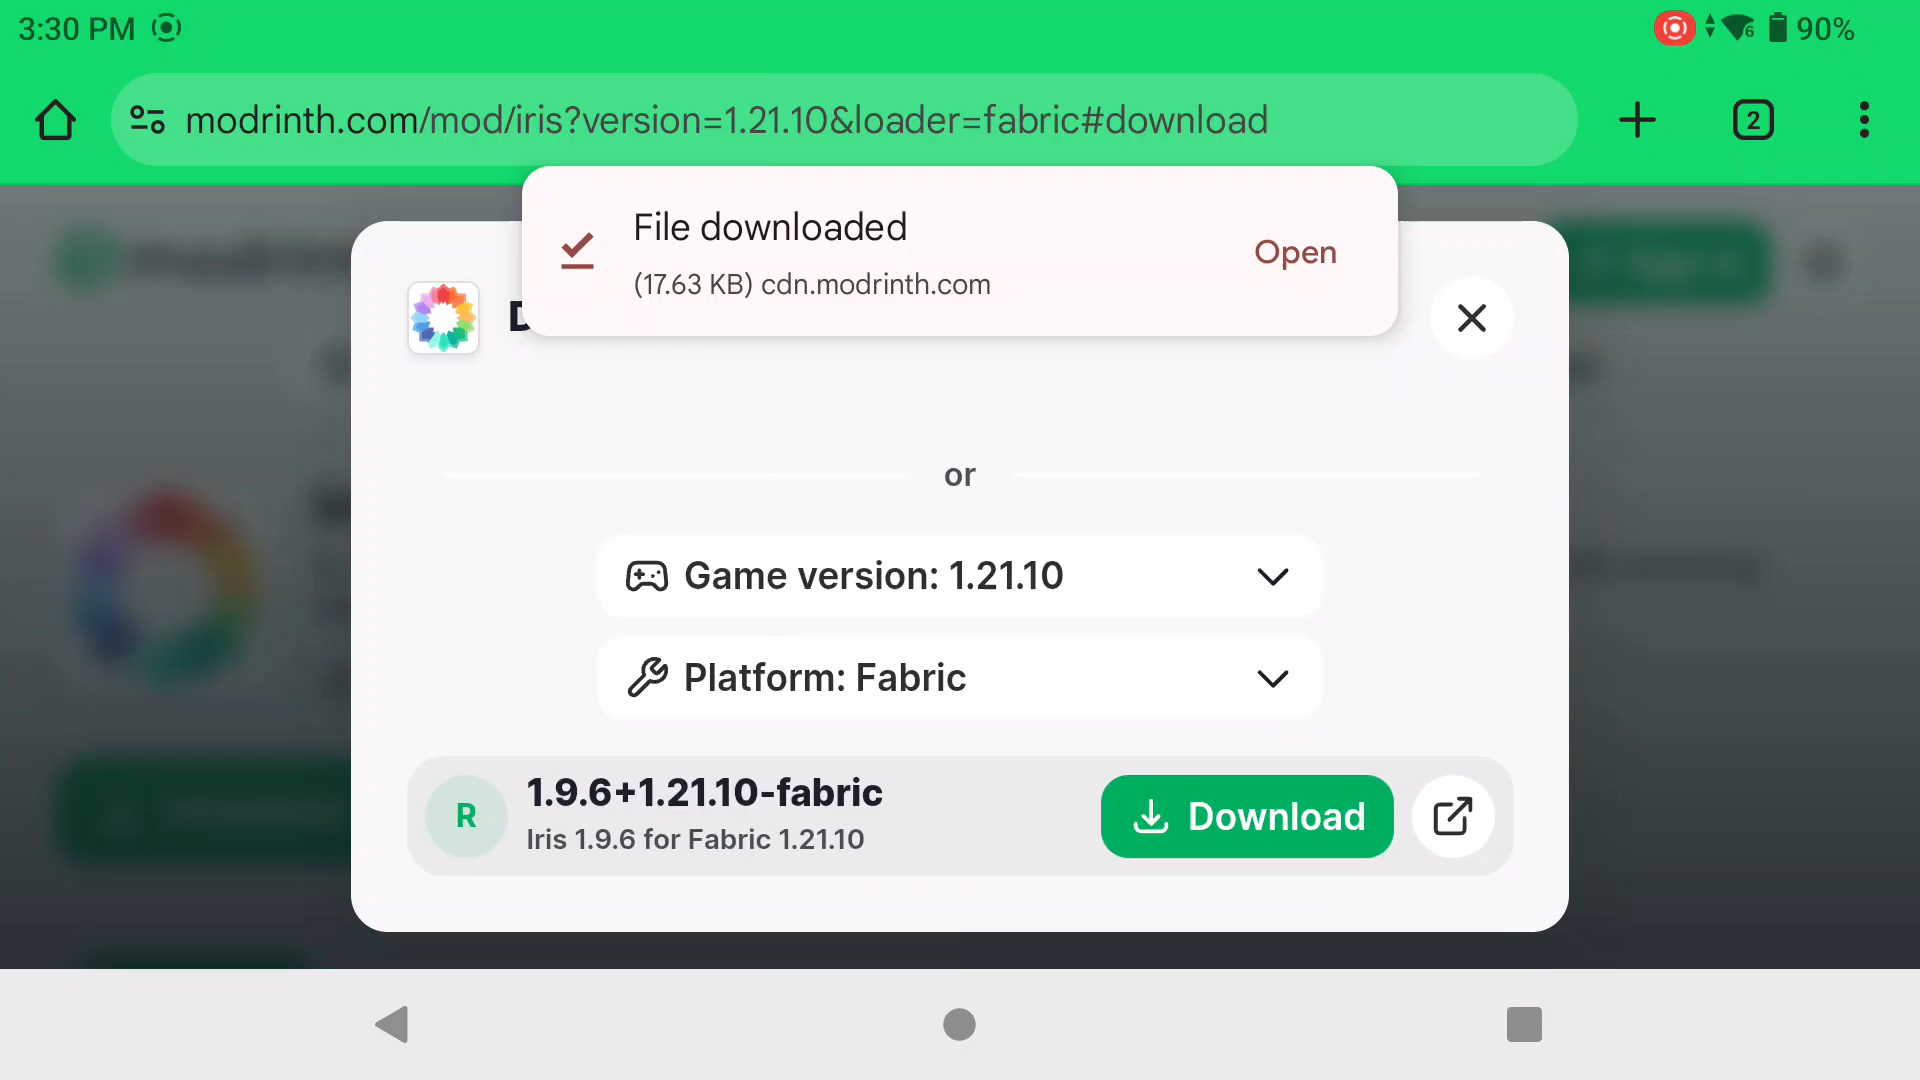 3:30 PM
6 90%
modrinth.com/mod/iris?version=1.21.10&loader=fabric#download
2
File downloaded
(17.63 KB) cdn.modrinth.com
Open
D
or
Game version: 1.21.10
Platform: Fabric
R
1.9.6+1.21.10-fabric
Iris 1.9.6 for Fabric 1.21.10
Download